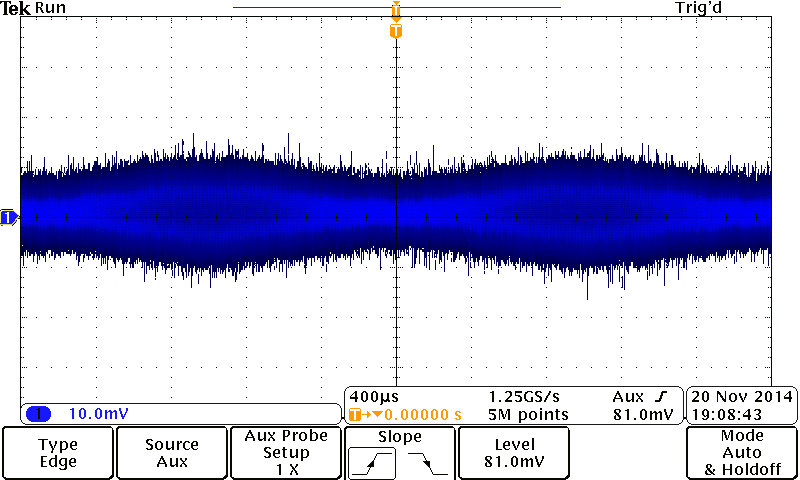 Tek Run
Trig'd
T
T
1
1 10.0mV
400µs 1.25GS/s Aux
T→▼0.00000 s 5M points 81.0mV
20 Nov 2014
19:08:43
Type
Edge
Source
Aux
Aux Probe
Setup
1 X
Slope
Level
81.0mV
Mode
Auto
& Holdoff